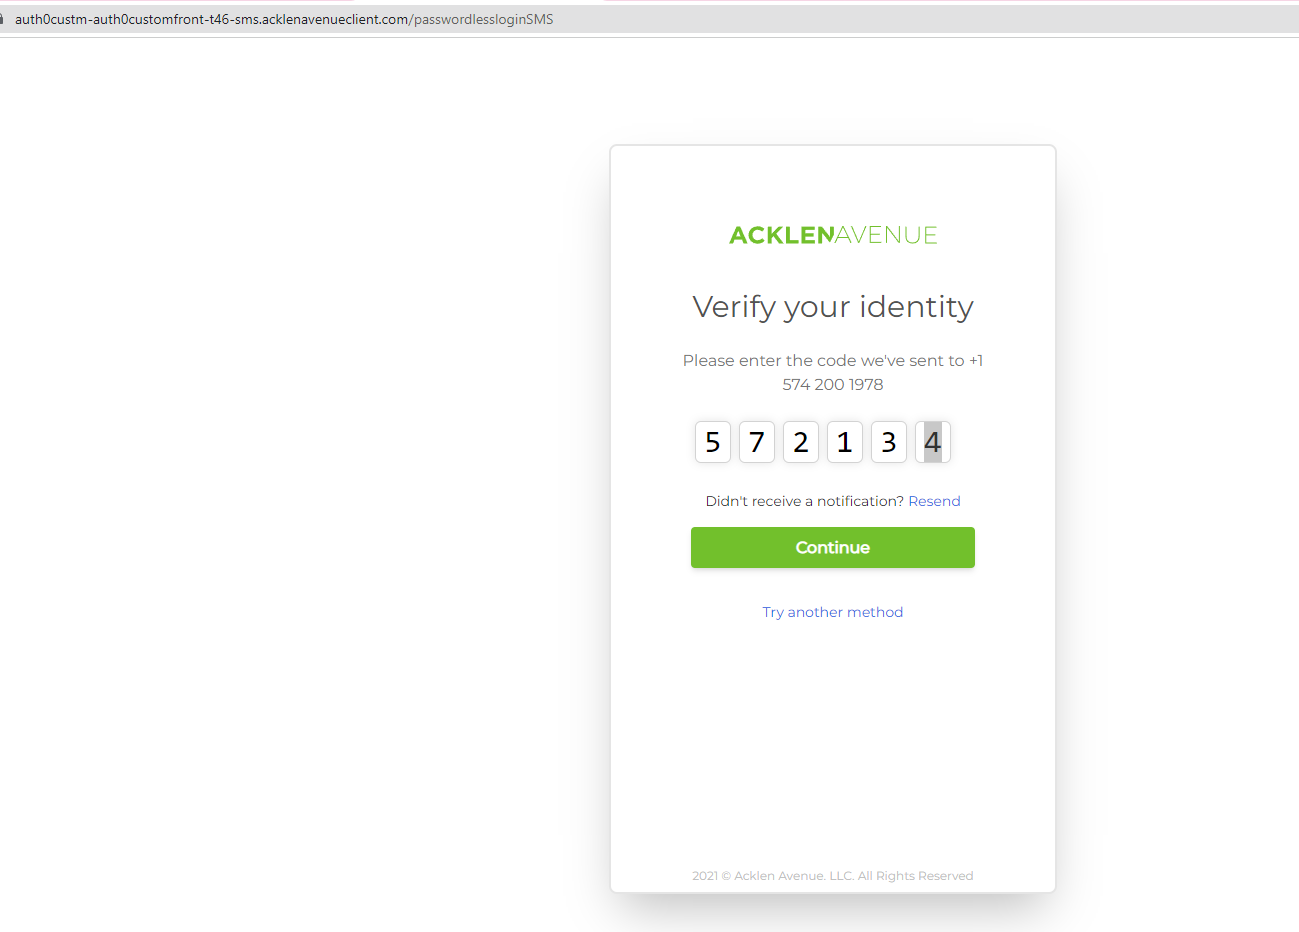 auth0custm-auth0customfront-t46-sms.acklenavenueclient.com/passwordlessloginSMS
ACKLENAVENUE
Verify your identity
Please enter the code we've sent to +1
574 200 1978
5 7 2 1 3 4
Didn't receive a notification? Resend
Continue
Try another method
2021 © Acklen Avenue. LLC. All Rights Reserved